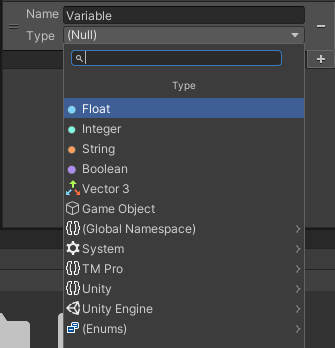 Name Variable
Type (Null)
Type
Float
Integer
String
Boolean
Vector 3
Game Object
(Global Namespace)
System
TM Pro
Unity
Unity Engine
(Enums)